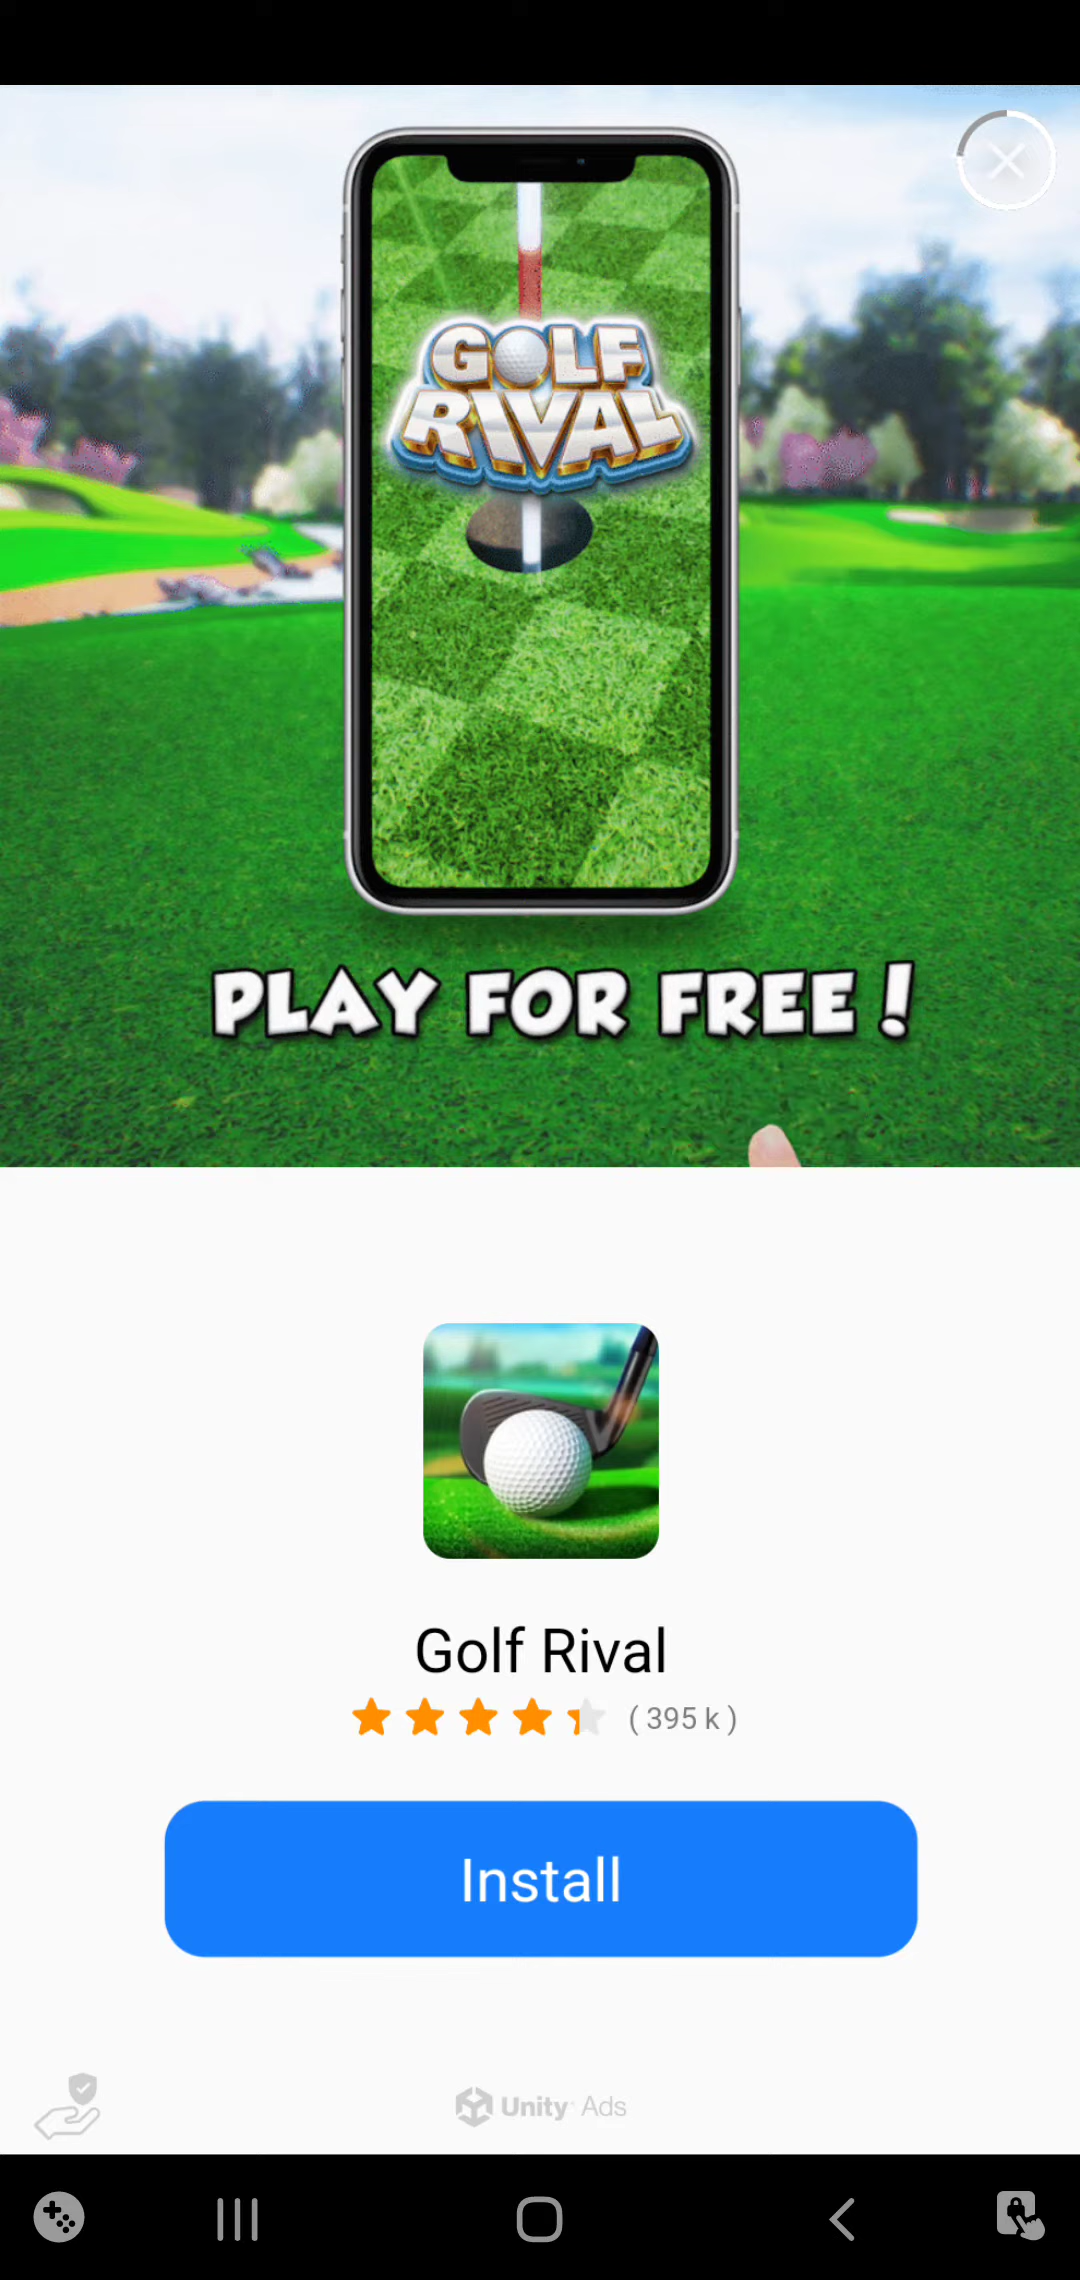 GOLF
RIVAL
PLAY FOR FREE!
Golf Rival
( 395 k )
Install
Unity Ads